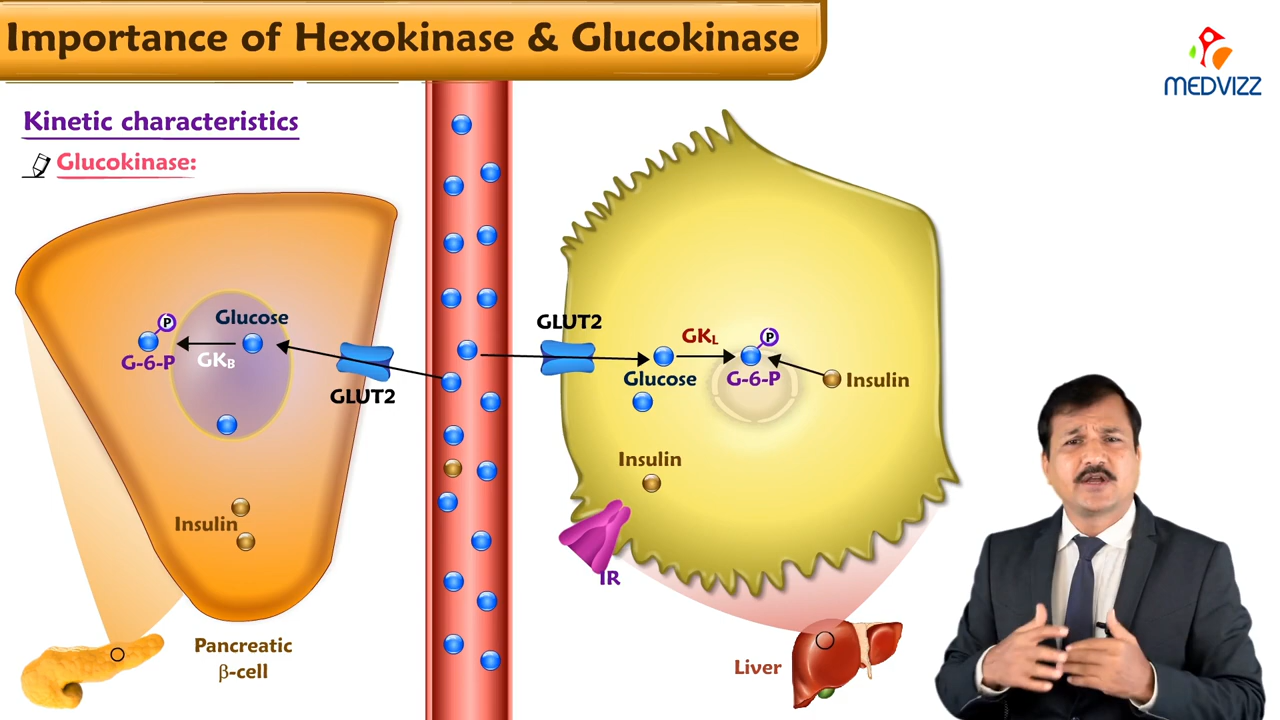 Importance of Hexokinase & Glucokinase
MEDVIZZ
Kinetic characteristics
Glucokinase:
Glucose
P
G-6-P
GKB
GLUT2
Insulin
Pancreatic
β-cell
GLUT2
GKL
P
Glucose
G-6-P
Insulin
Insulin
IR
Liver